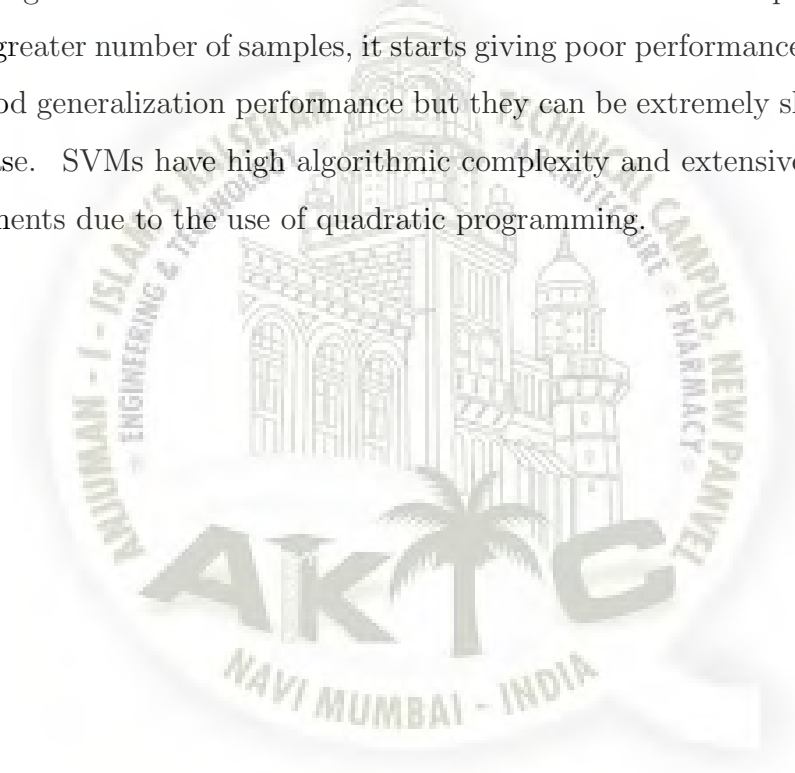 greater number of samples, it starts giving poor performance
od generalization performance but they can be extremely sl
se. SVMs have high algorithmic complexity and extensive
ments due to the use of quadratic programming.
ANJUMAN - I - ISLAM'S KALSEKAR TECHNICAL CAMPUS, NEW PANVEL
ENGINEERING & TECHNOLOGY ARCHITECTURE PHARMACY
AKTC
NAVI MUMBAI - INDIA